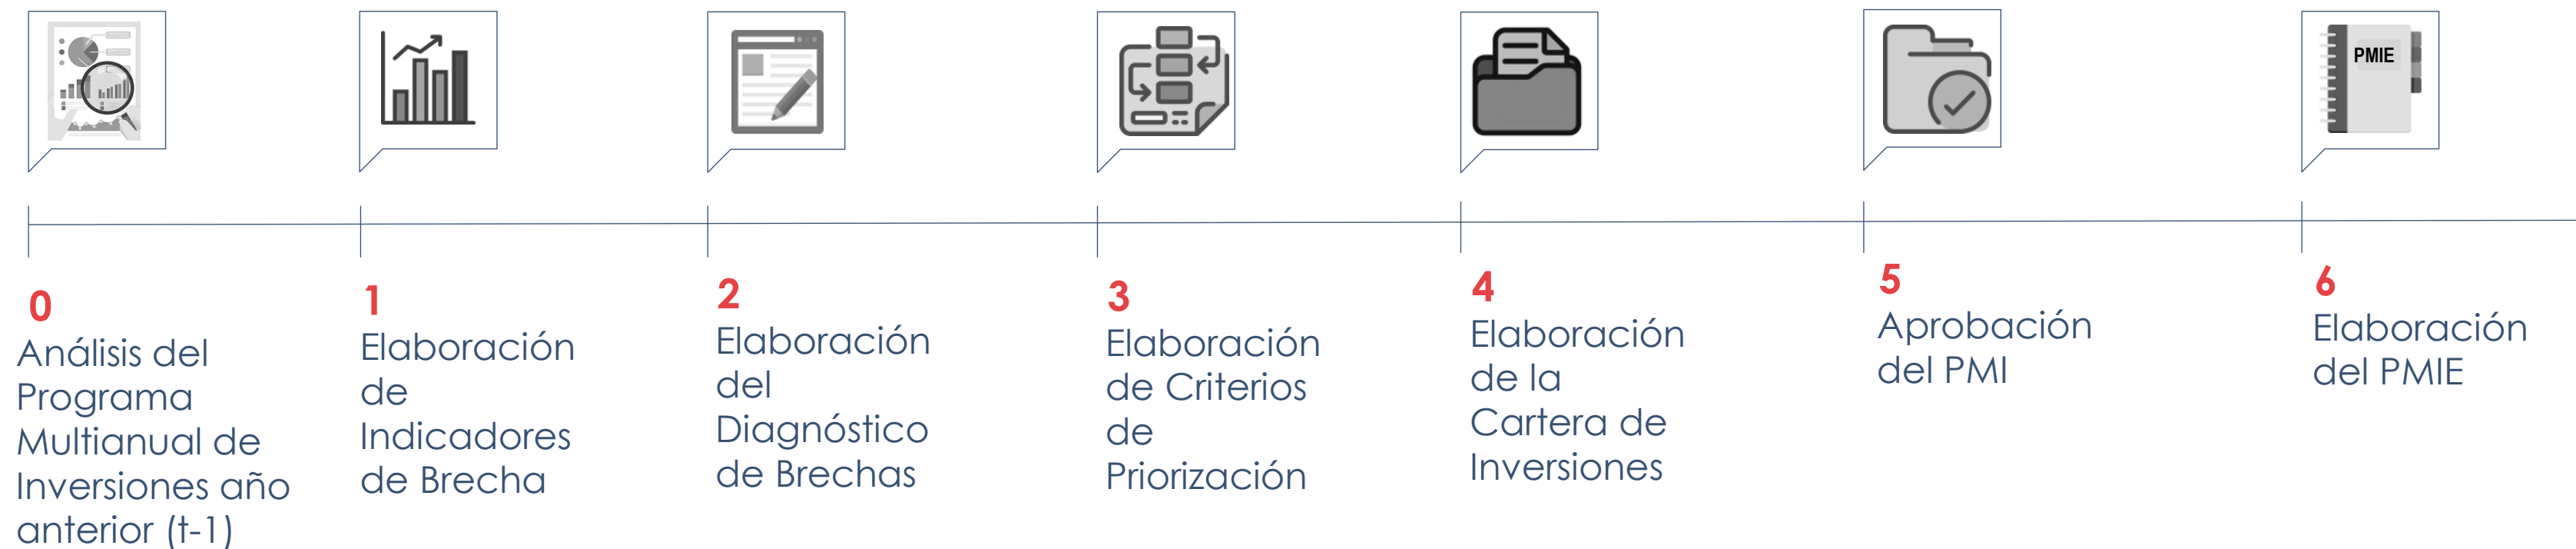 PMIE
0
Análisis del
Programa
Multianual de
Inversiones año
anterior (t-1)
1
Elaboración
de
Indicadores
de Brecha
2
Elaboración
del
Diagnóstico
de Brechas
3
Elaboración
de Criterios
de
Priorización
4
Elaboración
de la
Cartera de
Inversiones
5
Aprobación
del PMI
6
Elaboración
del PMIE